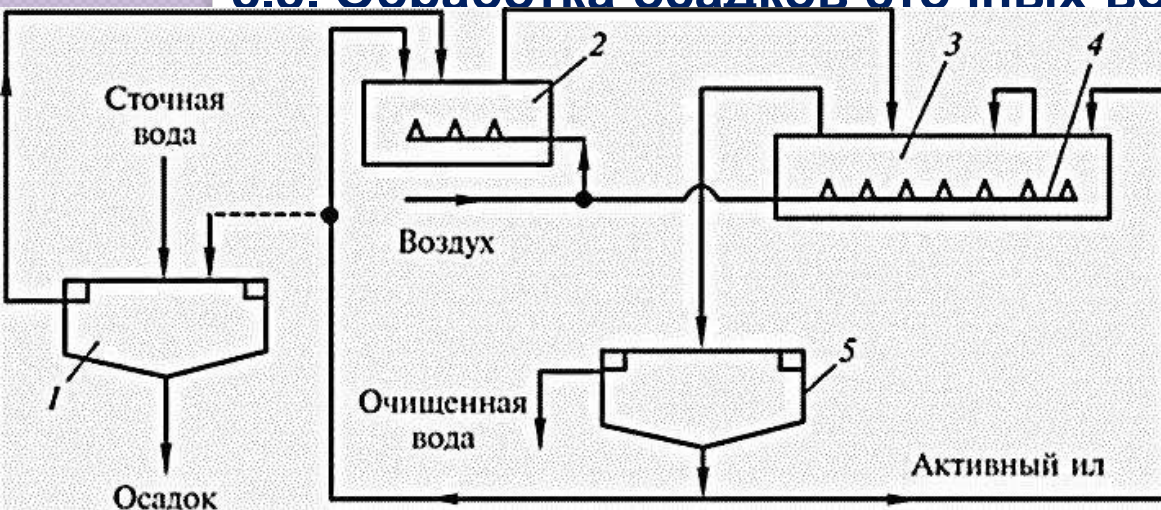 Сточная
вода
2
3
4
Воздух
1
5
Очищенная
вода
Активный ил
Осадок